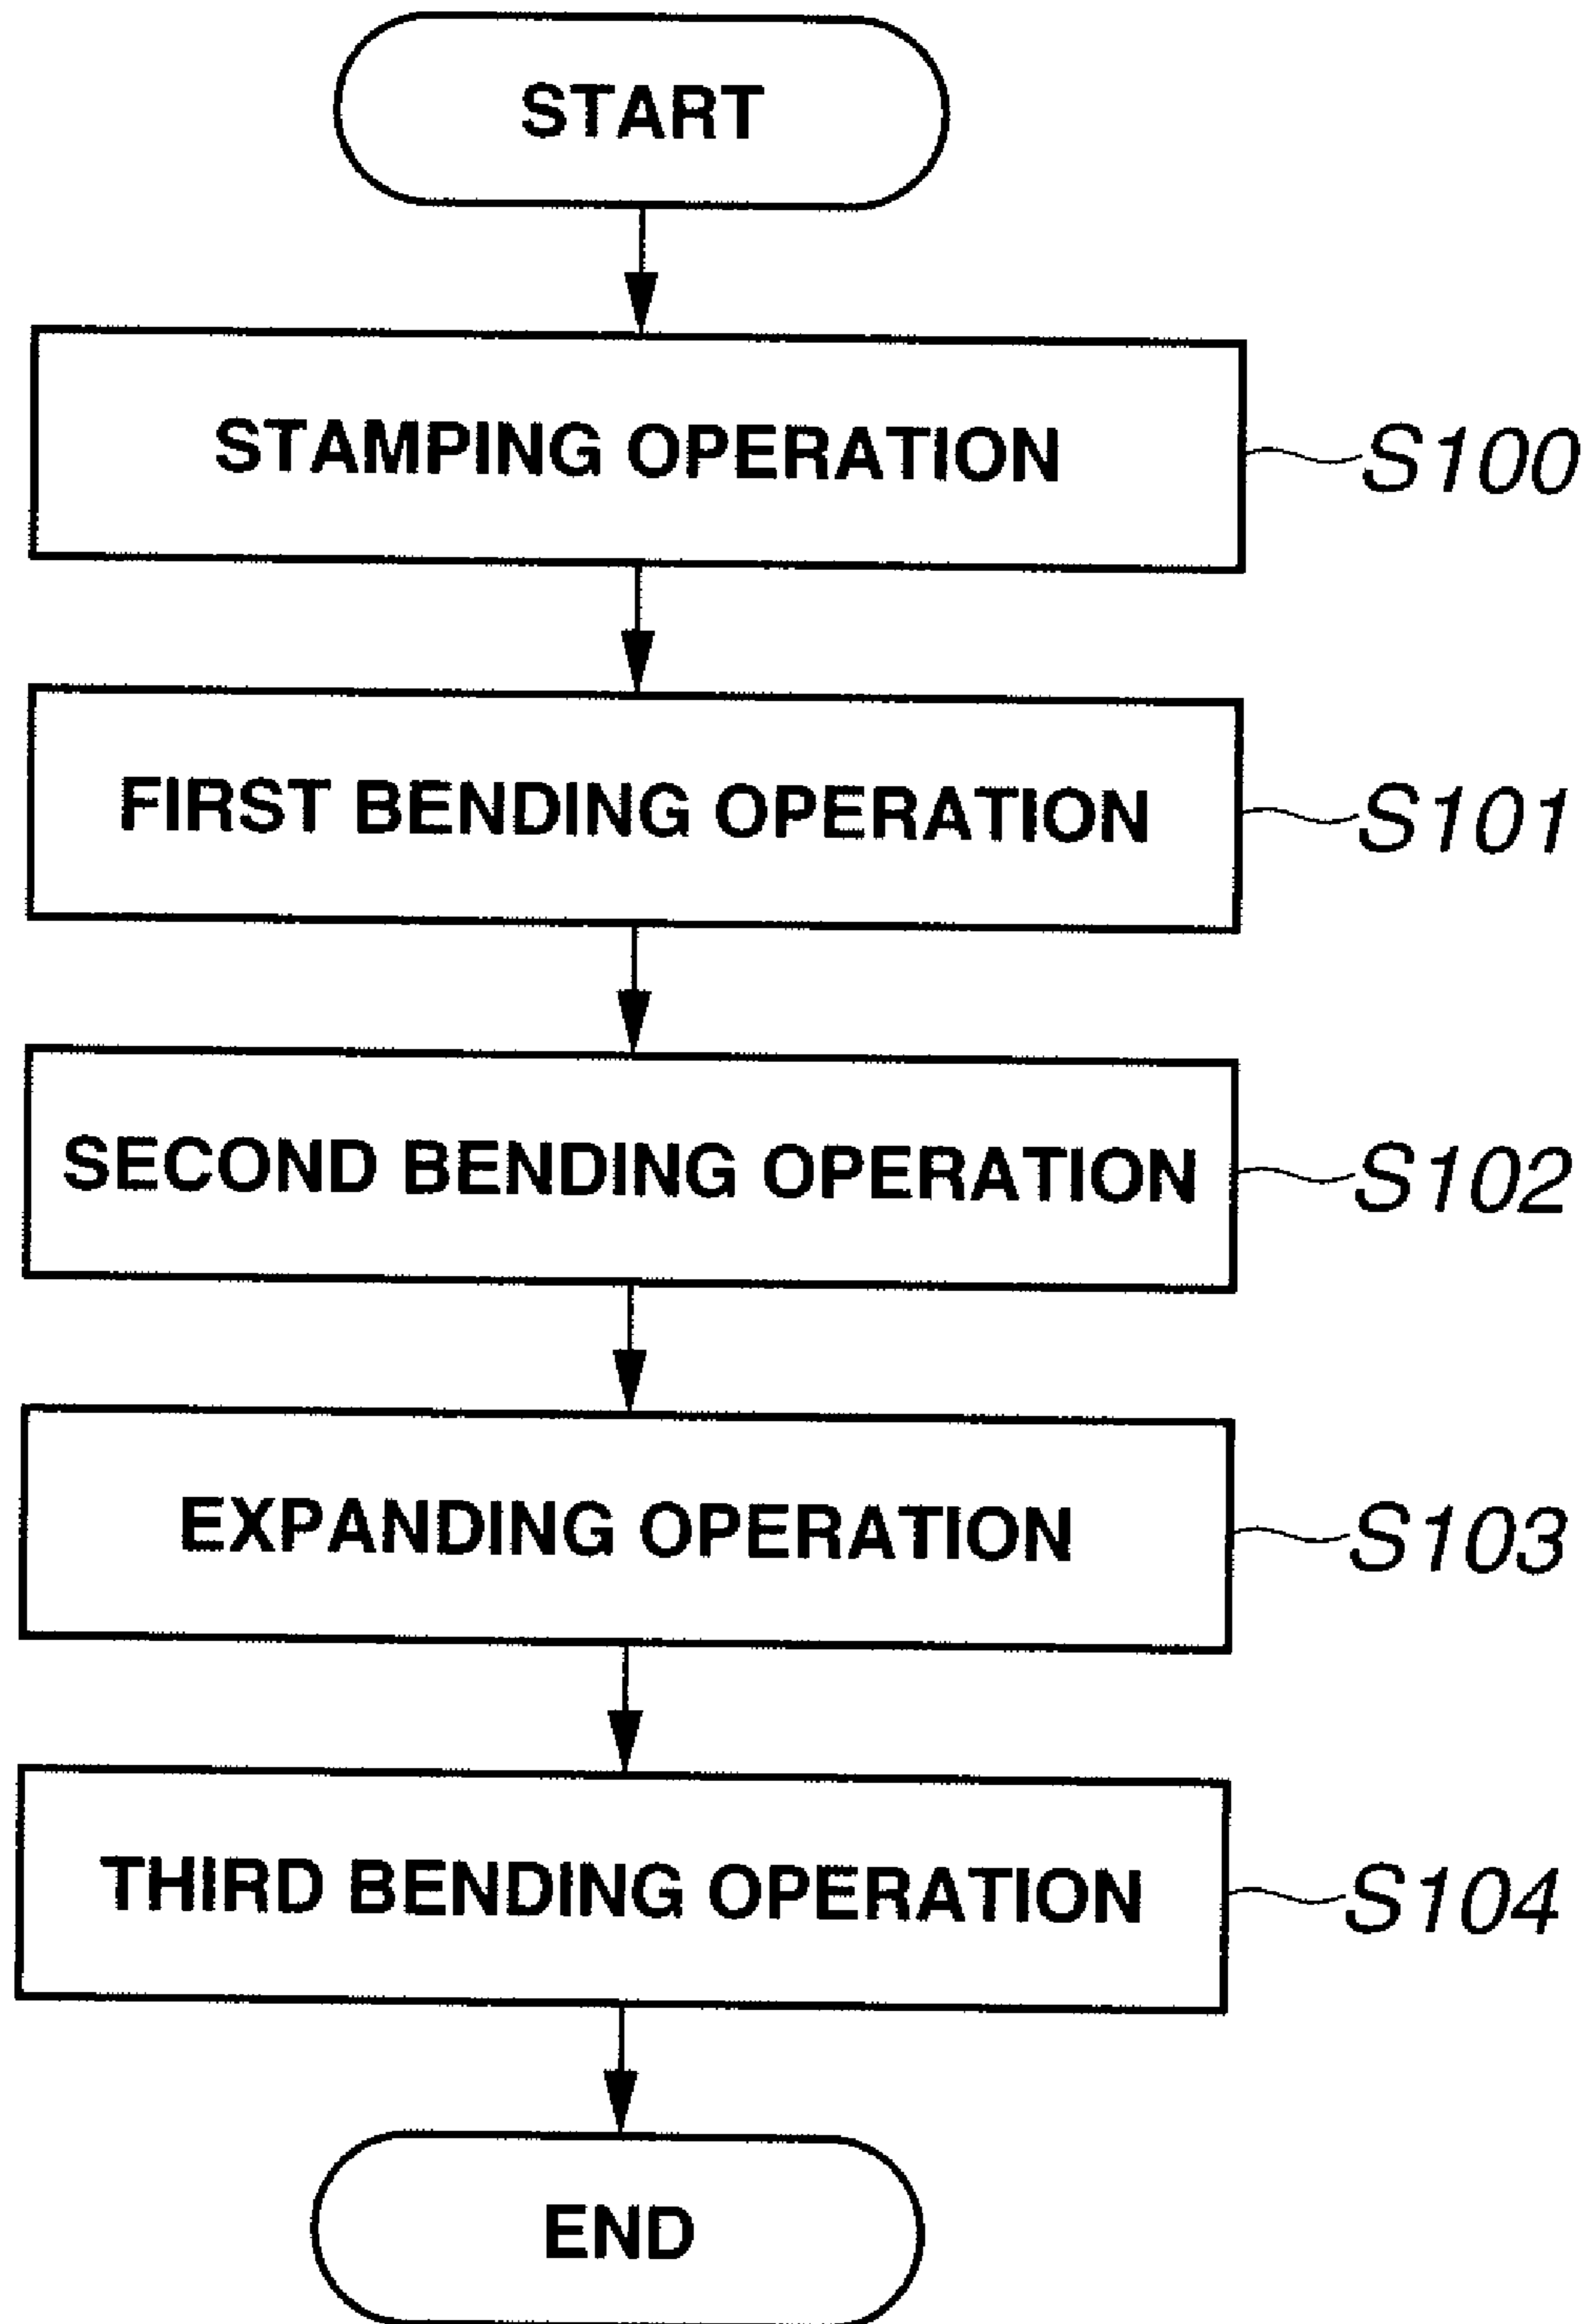 START
STAMPING OPERATION
S100
FIRST BENDING OPERATION
S101
SECOND BENDING OPERATION
S102
EXPANDING OPERATION
S103
THIRD BENDING OPERATION
S104
END